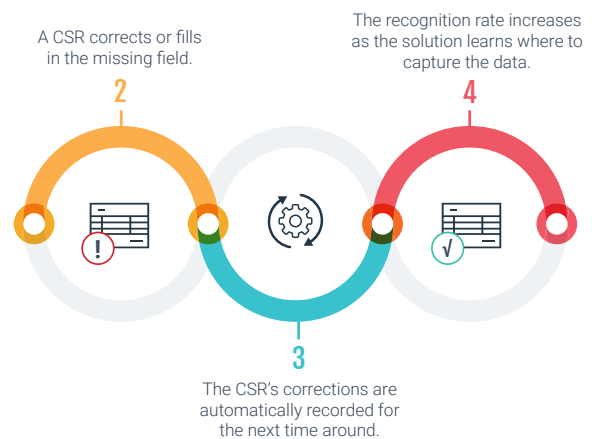 A CSR corrects or fills
in the missing field.
2
The recognition rate increases
as the solution learns where to
capture the data.
4
!
√
3
The CSR's corrections are
automatically recorded for
the next time around.